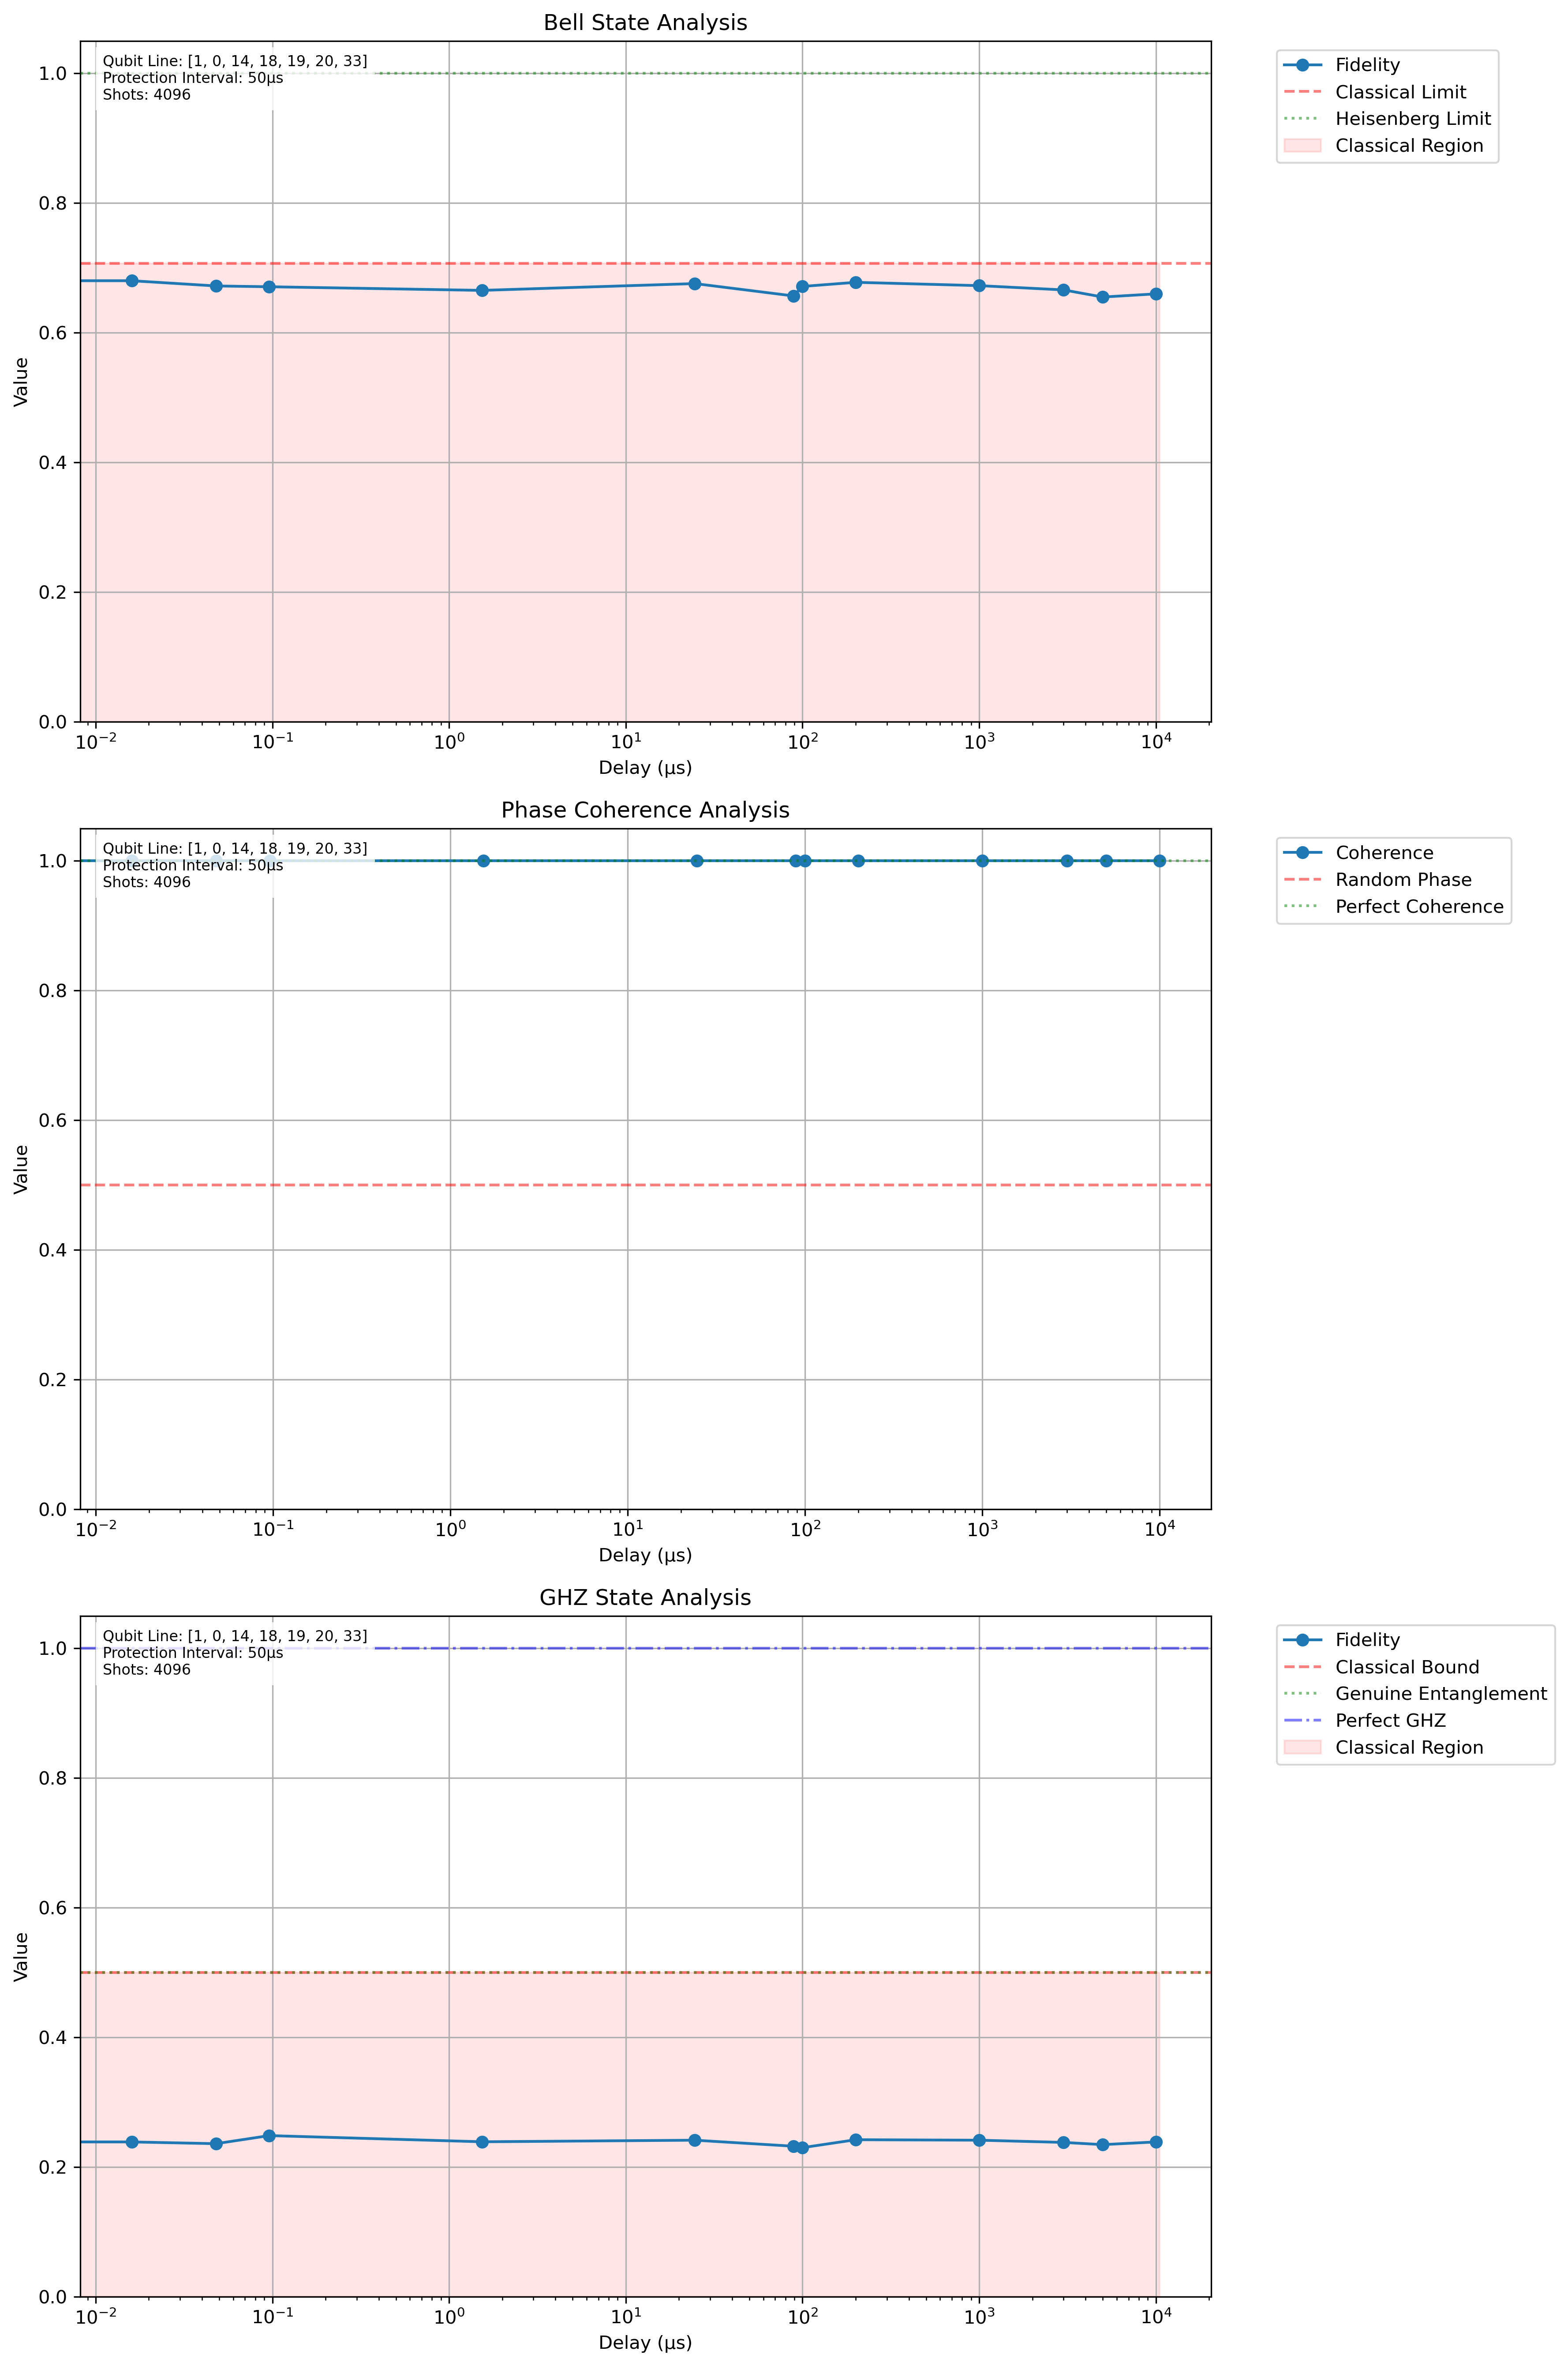 Bell State Analysis
Qubit Line: [1, 0, 14, 18, 19, 20, 33]
Protection Interval: 50µs
Shots: 4096
Fidelity
Classical Limit
Heisenberg Limit
Classical Region
1.0
0.8
0.6
0.4
0.2
0.0
Value
10⁻² 10⁻¹ 10⁰ 10¹ 10² 10³ 10⁴
Delay (µs)
Phase Coherence Analysis
Qubit Line: [1, 0, 14, 18, 19, 20, 33]
Protection Interval: 50µs
Shots: 4096
Coherence
Random Phase
Perfect Coherence
1.0
0.8
0.6
0.4
0.2
0.0
Value
10⁻² 10⁻¹ 10⁰ 10¹ 10² 10³ 10⁴
Delay (µs)
GHZ State Analysis
Qubit Line: [1, 0, 14, 18, 19, 20, 33]
Protection Interval: 50µs
Shots: 4096
Fidelity
Classical Bound
Genuine Entanglement
Perfect GHZ
Classical Region
1.0
0.8
0.6
0.4
0.2
0.0
Value
10⁻² 10⁻¹ 10⁰ 10¹ 10² 10³ 10⁴
Delay (µs)